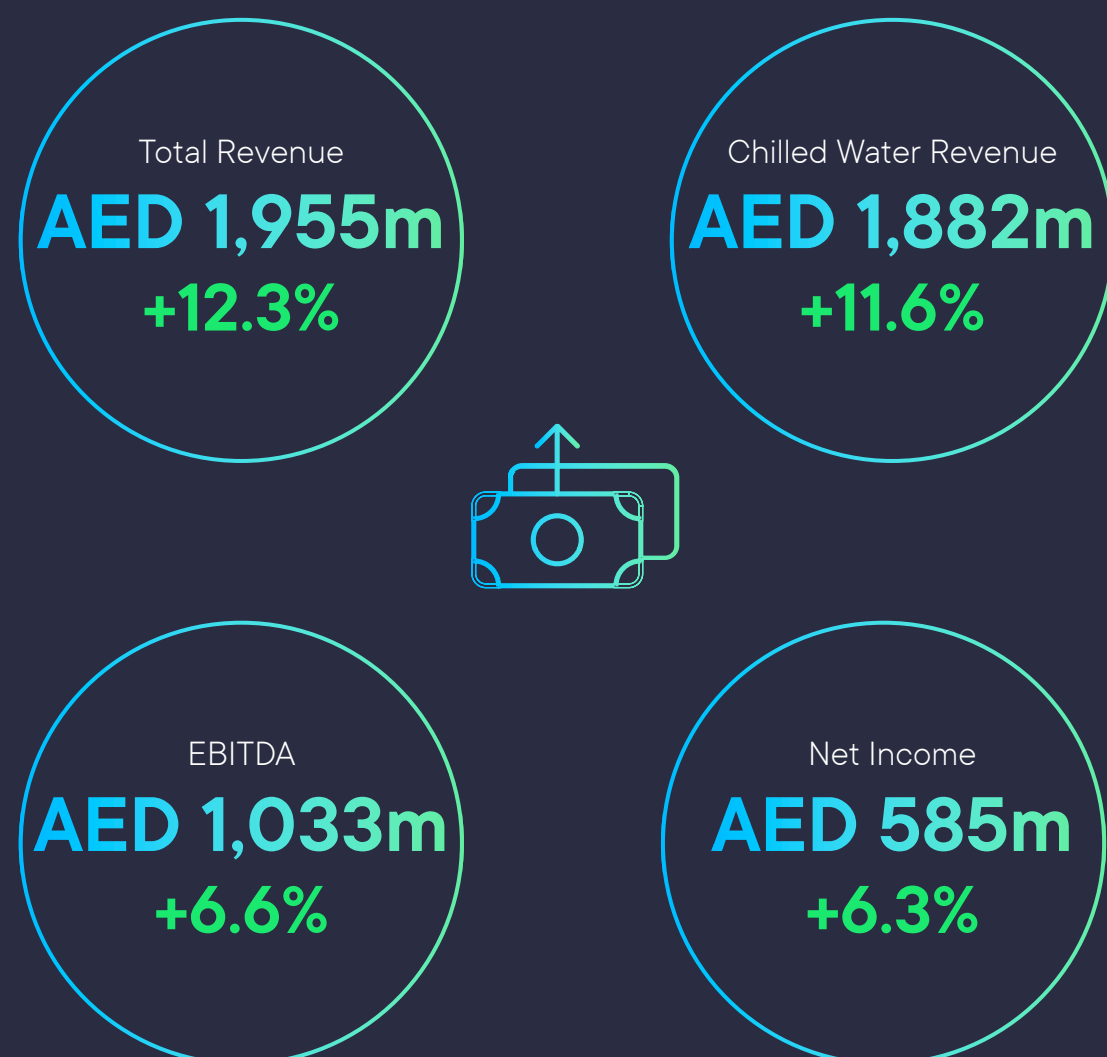 Total Revenue
AED 1,955m
+12.3%
Chilled Water Revenue
AED 1,882m
+11.6%
EBITDA
AED 1,033m
+6.6%
Net Income
AED 585m
+6.3%